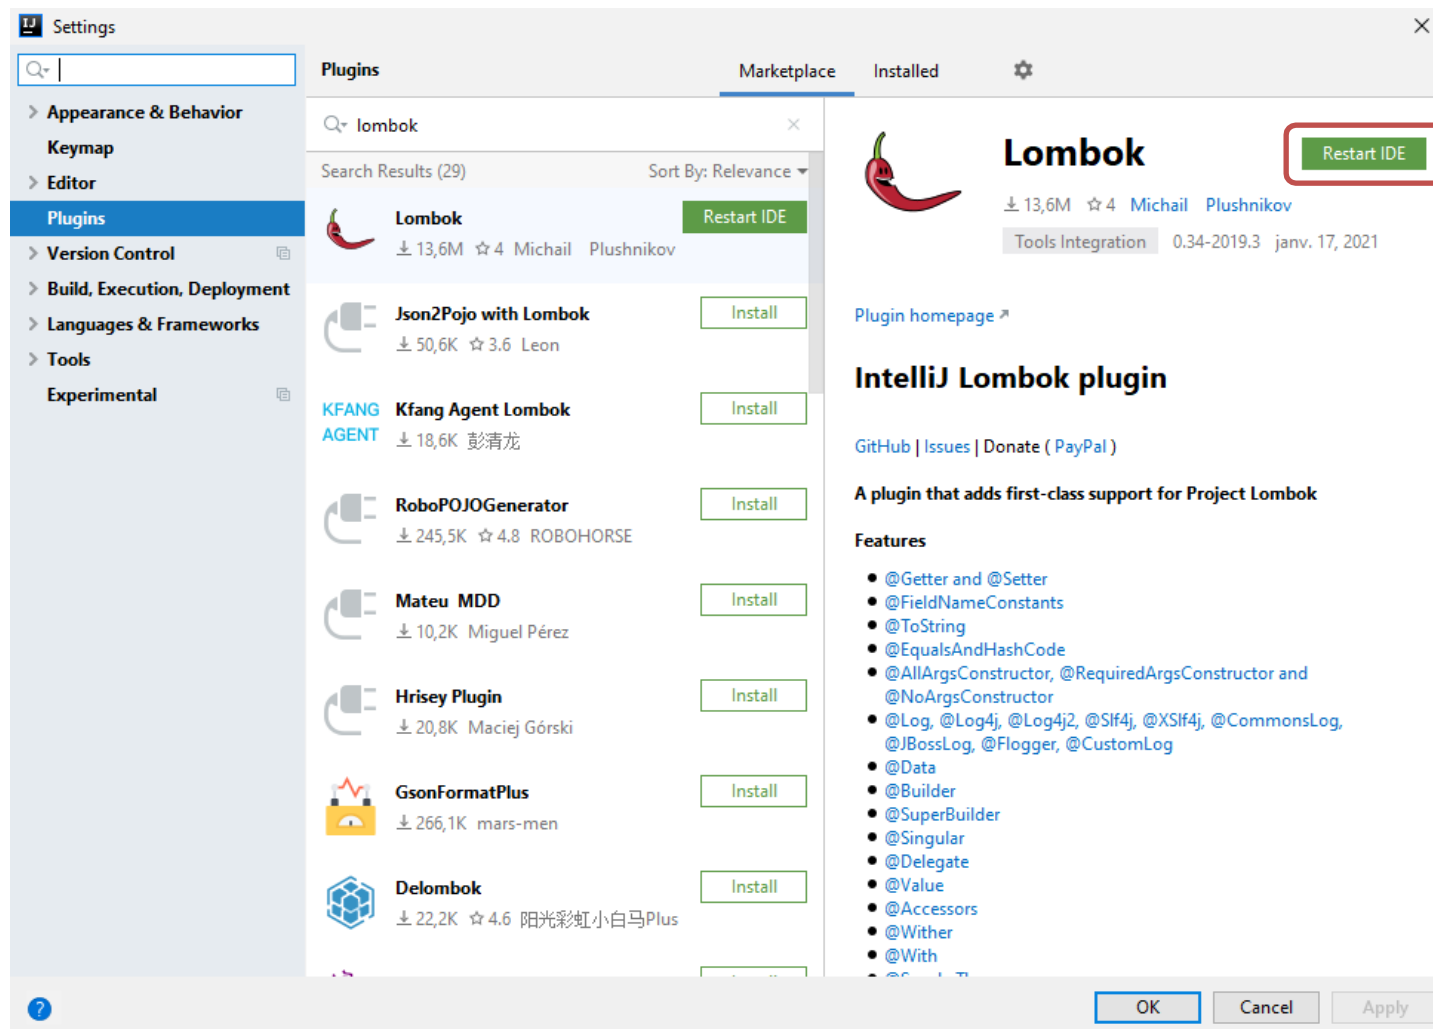 IJ Settings
Plugins
Marketplace Installed
Appearance & Behavior
Keymap
Editor
Plugins
Version Control
Build, Execution, Deployment
Languages & Frameworks
Tools
Experimental
lombok
Search Results (29) Sort By: Relevance
Lombok Restart IDE
13,6M 4 Michail Plushnikov
Json2Pojo with Lombok Install
50,6K 3.6 Leon
KFANG AGENT
Kfang Agent Lombok Install
18,6K 彭清龙
RoboPOJOGenerator Install
245,5K 4.8 ROBOHORSE
Mateu MDD Install
10,2K Miguel Pérez
Hrisey Plugin Install
20,8K Maciej Górski
GsonFormatPlus Install
266,1K mars-men
Delombok Install
22,2K 4.6 阳光彩虹小白马Plus
Lombok Restart IDE
13,6M 4 Michail Plushnikov
Tools Integration 0.34-2019.3 janv. 17, 2021
Plugin homepage
IntelliJ Lombok plugin
GitHub | Issues | Donate ( PayPal )
A plugin that adds first-class support for Project Lombok
Features
@Getter and @Setter
@FieldNameConstants
@ToString
@EqualsAndHashCode
@AllArgsConstructor, @RequiredArgsConstructor and
@NoArgsConstructor
@Log, @Log4j, @Log4j2, @Slf4j, @XSlf4j, @CommonsLog,
@JBossLog, @Flogger, @CustomLog
@Data
@Builder
@SuperBuilder
@Singular
@Delegate
@Value
@Accessors
@Wither
@With
? OK Cancel Apply